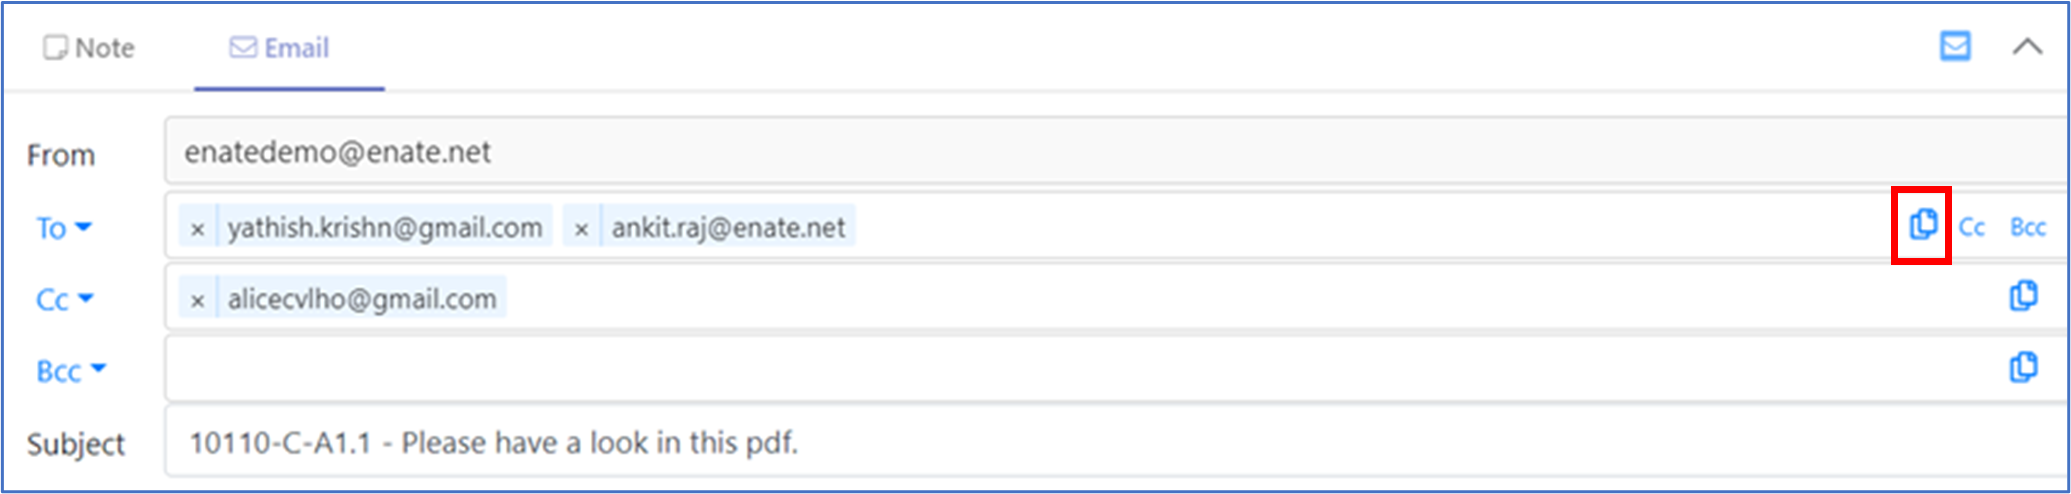 Note Email
From enatedemo@enate.net
To × yathish.krishn@gmail.com × ankit.raj@enate.net Cc Bcc
Cc × alicecvlho@gmail.com
Bcc
Subject 10110-C-A1.1 - Please have a look in this pdf.